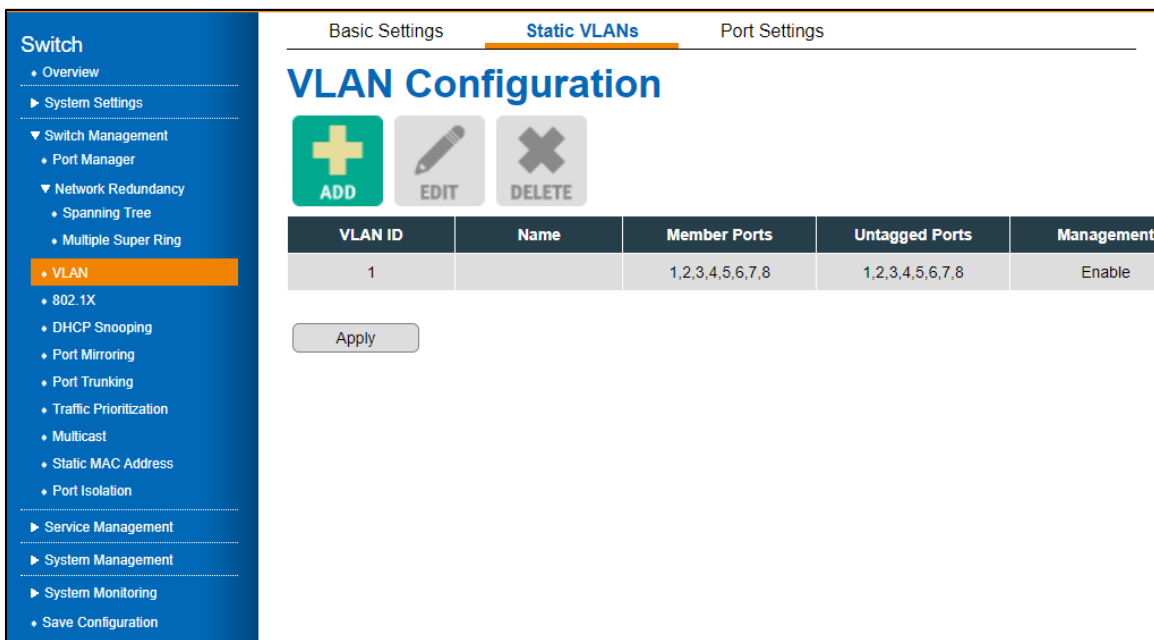 Switch
Overview
System Settings
Switch Management
Port Manager
Network Redundancy
Spanning Tree
Multiple Super Ring
VLAN
802.1X
DHCP Snooping
Port Mirroring
Port Trunking
Traffic Prioritization
Multicast
Static MAC Address
Port Isolation
Service Management
System Management
System Monitoring
Save Configuration
Basic Settings Static VLANs Port Settings
VLAN Configuration
ADD EDIT DELETE
VLAN ID Name Member Ports Untagged Ports Management
1 1,2,3,4,5,6,7,8 1,2,3,4,5,6,7,8 Enable
Apply